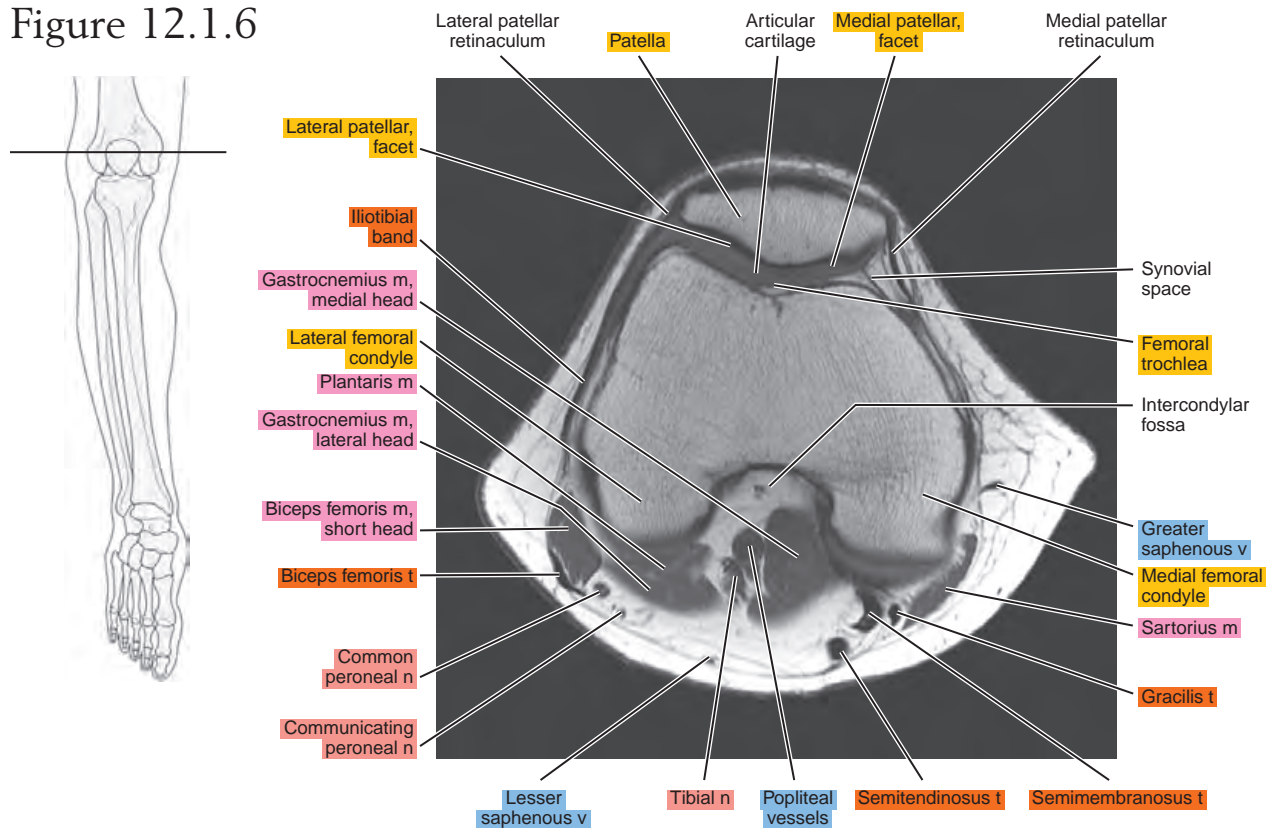 Figure 12.1.6
Lateral patellar
retinaculum
Patella
Articular
cartilage
Medial patellar,
facet
Medial patellar
retinaculum
Lateral patellar,
facet
Iliotibial
band
Gastrocnemius m,
medial head
Lateral femoral
condyle
Plantaris m
Gastrocnemius m,
lateral head
Biceps femoris m,
short head
Biceps femoris t
Common
peroneal n
Communicating
peroneal n
Synovial
space
Femoral
trochlea
Intercondylar
fossa
Greater
saphenous v
Medial femoral
condyle
Sartorius m
Gracilis t
Lesser
saphenous v
Tibial n
Popliteal
vessels
Semitendinosus t
Semimembranosus t